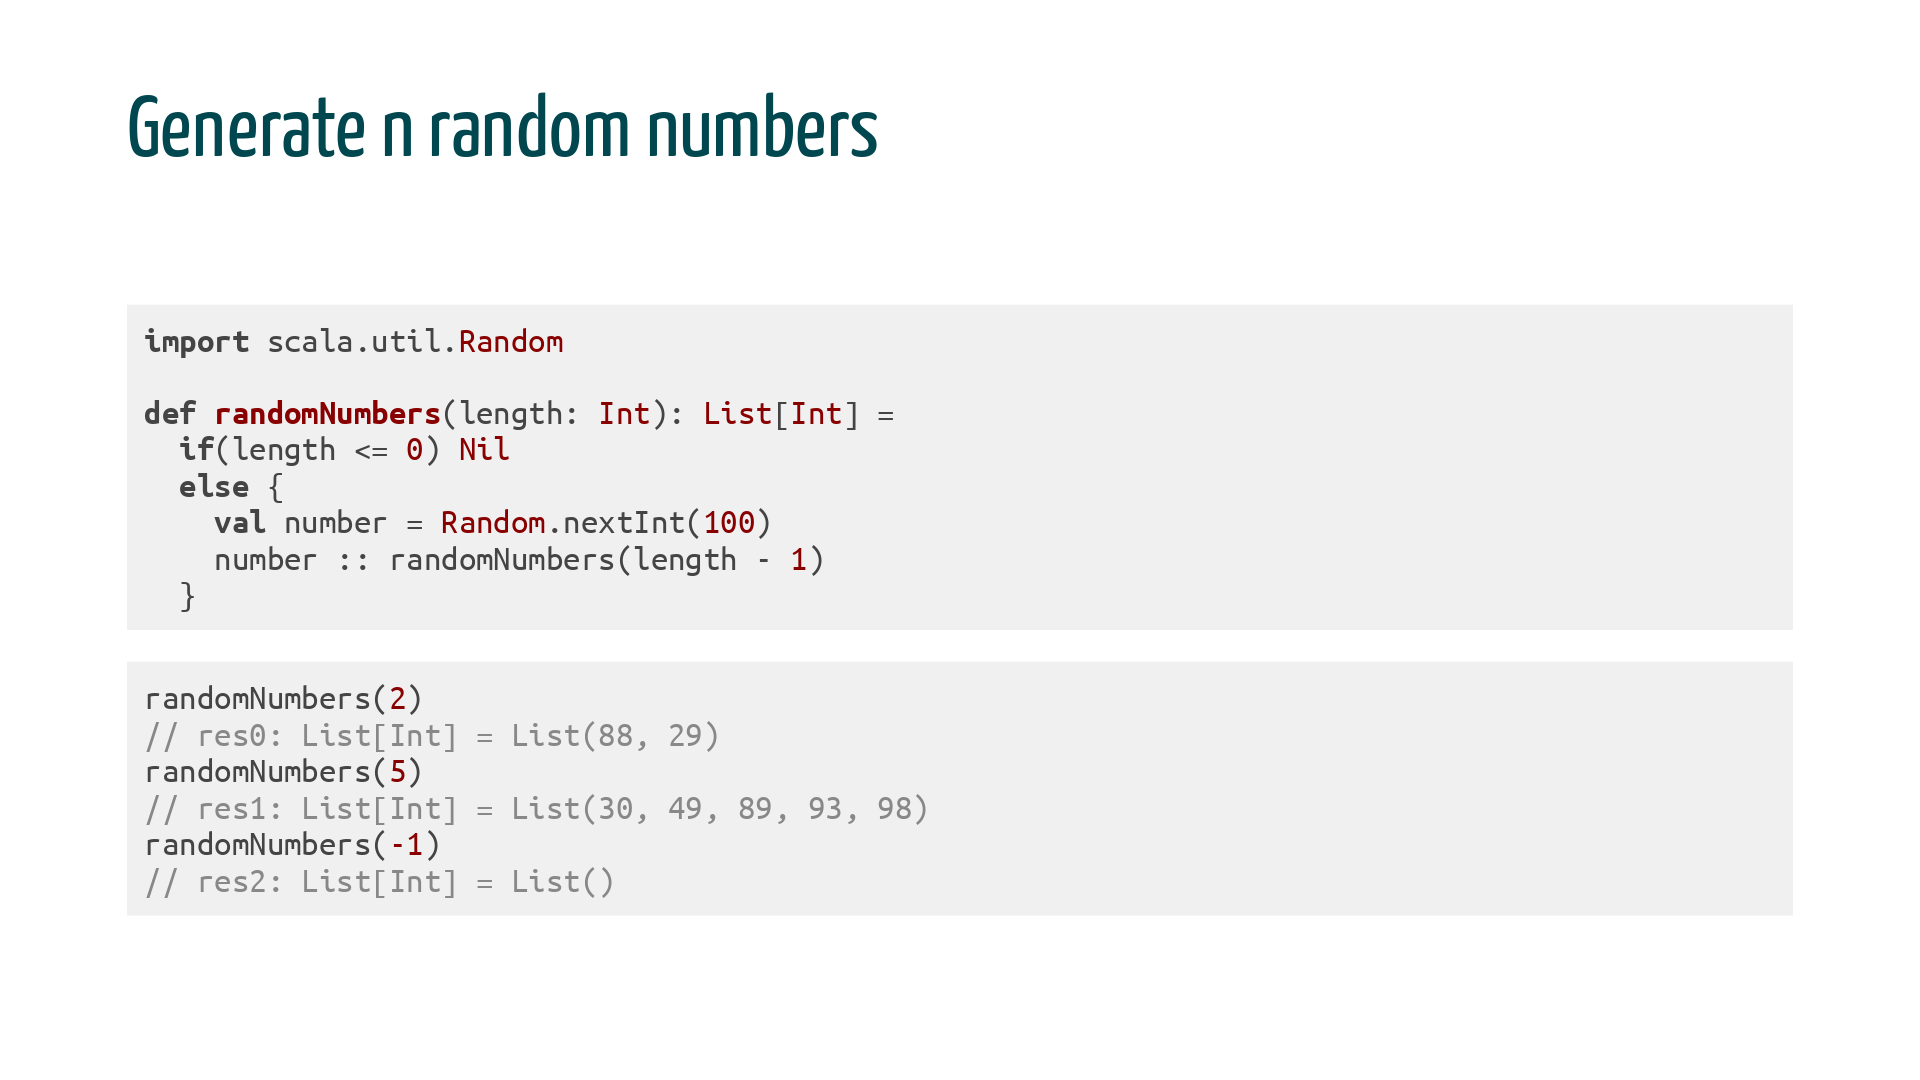 Generate n random numbers
import scala.util.Random
def randomNumbers(length: Int): List[Int] =
  if(length <= 0) Nil
  else {
    val number = Random.nextInt(100)
    number :: randomNumbers(length - 1)
  }
randomNumbers(2)
// res0: List[Int] = List(88, 29)
randomNumbers(5)
// res1: List[Int] = List(30, 49, 89, 93, 98)
randomNumbers(-1)
// res2: List[Int] = List()